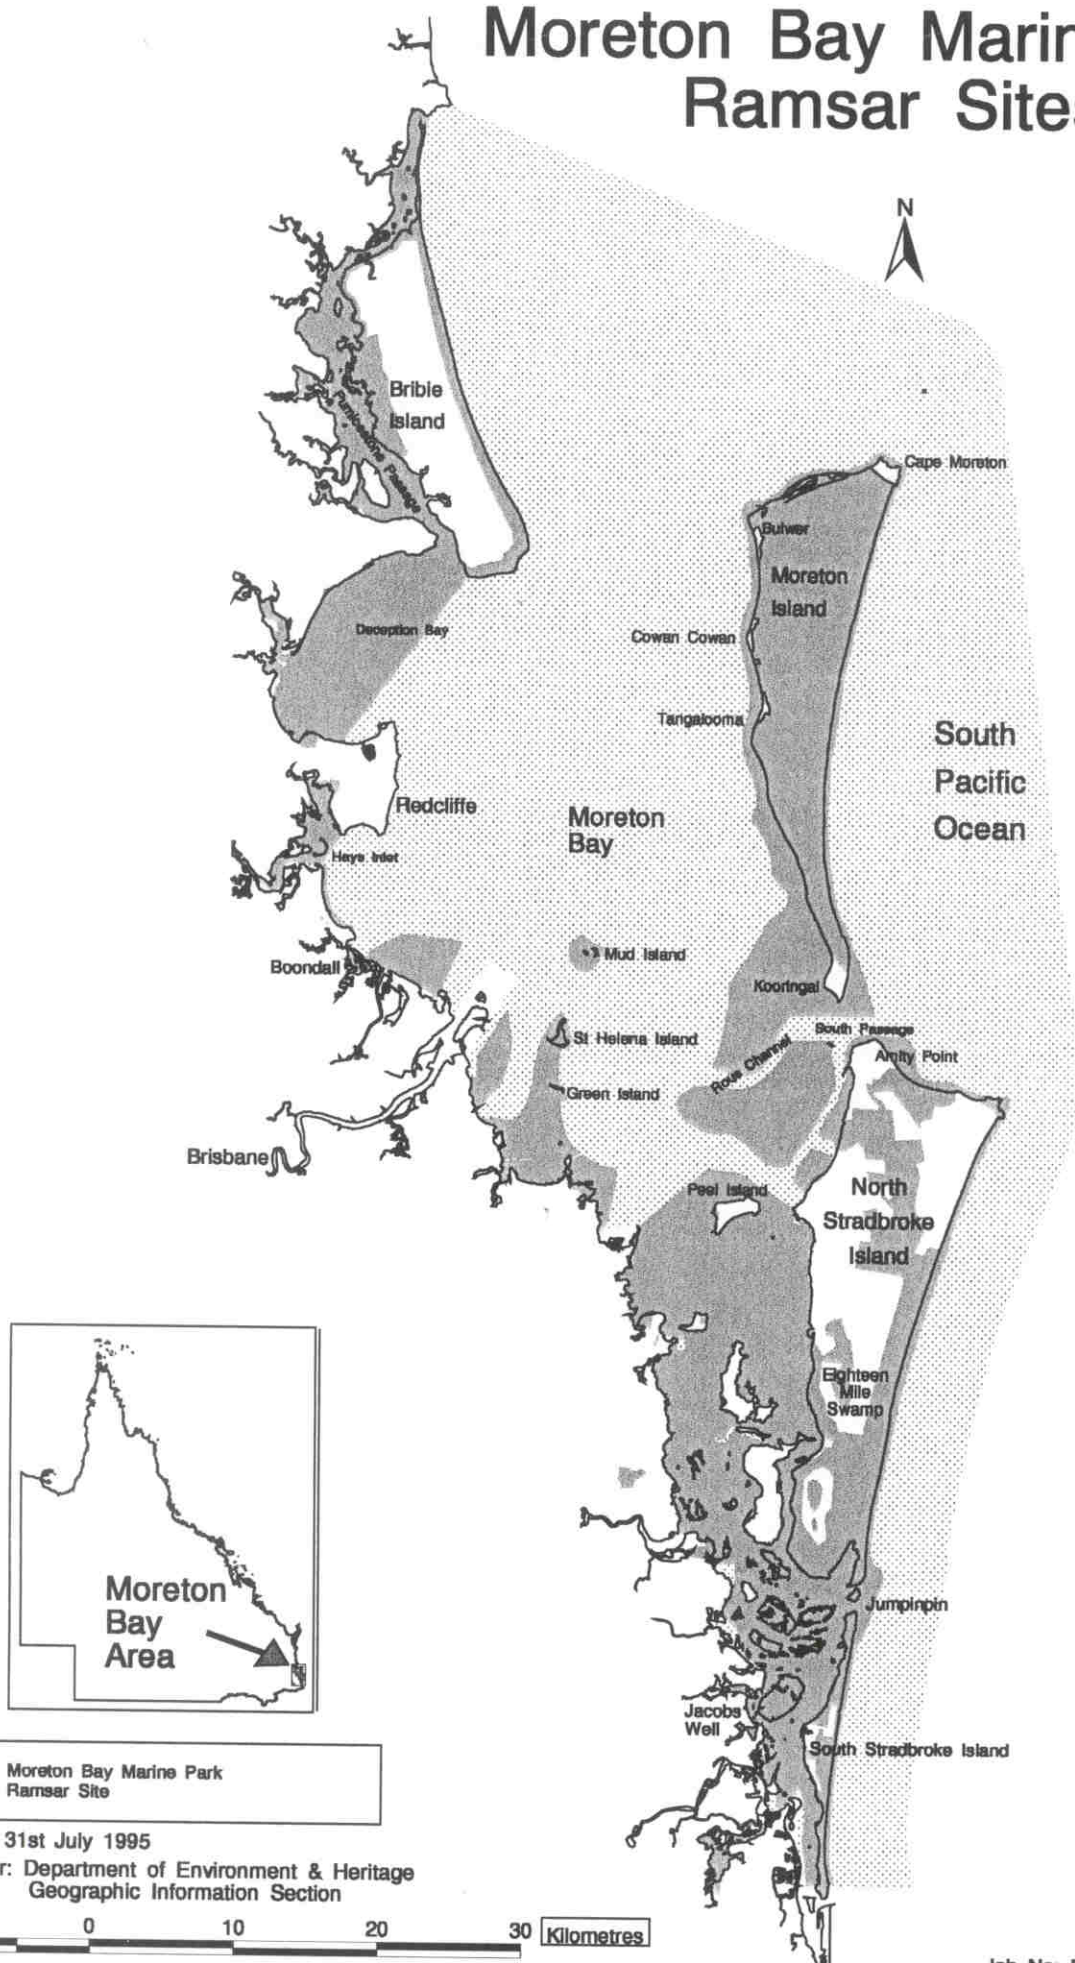 Moreton Bay Marin
Ramsar Sites
N
Bribie
Island
Pumicestone Passage
Cape Moreton
Bulwer
Moreton
Island
Deception Bay
Cowan Cowan
Tangalooma
South
Pacific
Ocean
Redcliffe
Moreton
Bay
Hays Inlet
Mud Island
Boondall
Kooringal
South Passage
St Helena Island
Rous Channel
Amity Point
Green Island
Brisbane
Peel Island
North
Stradbroke
Island
Eighteen
Mile
Swamp
Moreton
Bay
Area
Jumpinpin
Jacobs
Well
South Stradbroke Island
Moreton Bay Marine Park
Ramsar Site
31st July 1995
r: Department of Environment & Heritage
Geographic Information Section
0 10 20 30 Kilometres